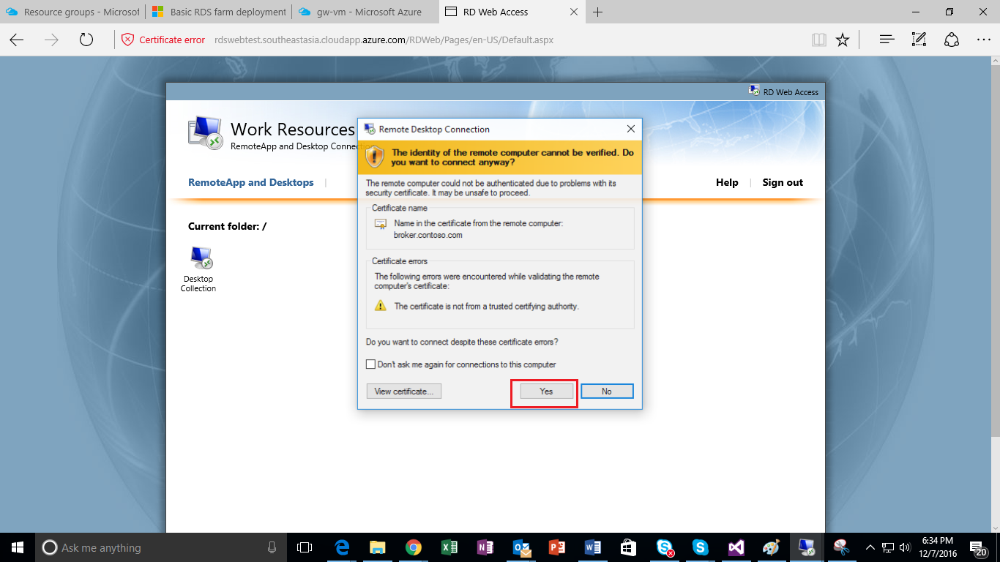 Resource groups - Microsof
Basic RDS farm deployment
gw-vm - Microsoft Azure
RD Web Access
Certificate error
rdswebtest.southeastasia.cloudapp.azure.com/RDWeb/Pages/en-US/Default.aspx
RD Web Access
Work Resources
RemoteApp and Desktop Connectio
RemoteApp and Desktops
Help
Sign out
Current folder: /
Desktop
Collection
Remote Desktop Connection
The identity of the remote computer cannot be verified. Do
you want to connect anyway?
The remote computer could not be authenticated due to problems with its
security certificate. It may be unsafe to proceed.
Certificate name
Name in the certificate from the remote computer:
broker.contoso.com
Certificate errors
The following errors were encountered while validating the remote
computer's certificate:
The certificate is not from a trusted certifying authority.
Do you want to connect despite these certificate errors?
Don't ask me again for connections to this computer
View certificate...
Yes
No
Ask me anything
6:34 PM
12/7/2016
20